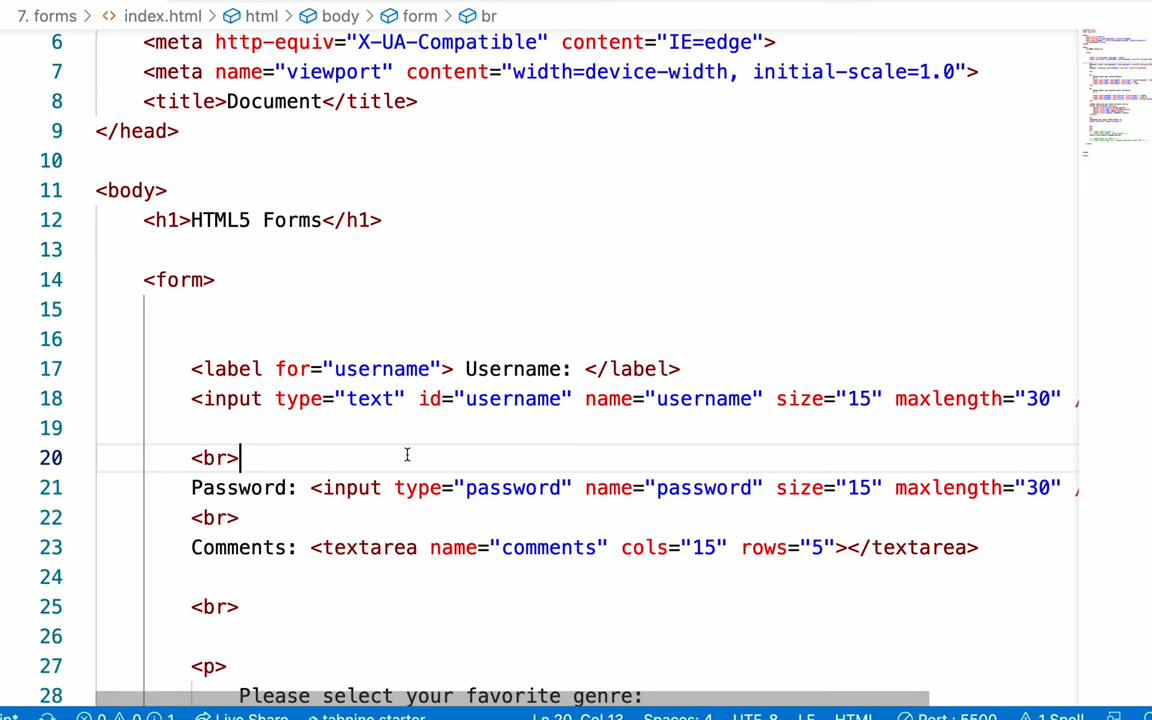 7. forms > index.html > html > body > form > br
6 <meta http-equiv="X-UA-Compatible" content="IE=edge">
7 <meta name="viewport" content="width=device-width, initial-scale=1.0">
8 <title>Document</title>
9 </head>
10
11 <body>
12 <h1>HTML5 Forms</h1>
13
14 <form>
15
16
17 <label for="username"> Username: </label>
18 <input type="text" id="username" name="username" size="15" maxlength="30" /
19
20 <br>
21 Password: <input type="password" name="password" size="15" maxlength="30" /
22 <br>
23 Comments: <textarea name="comments" cols="15" rows="5"></textarea>
24
25 <br>
26
27 <p>
28 Please select your favorite genre:
0 0 1 Live Share tabnine starter Ln 20, Col 13 Spaces: 4 UTF-8 LF HTML Port : 5500 1 Spell